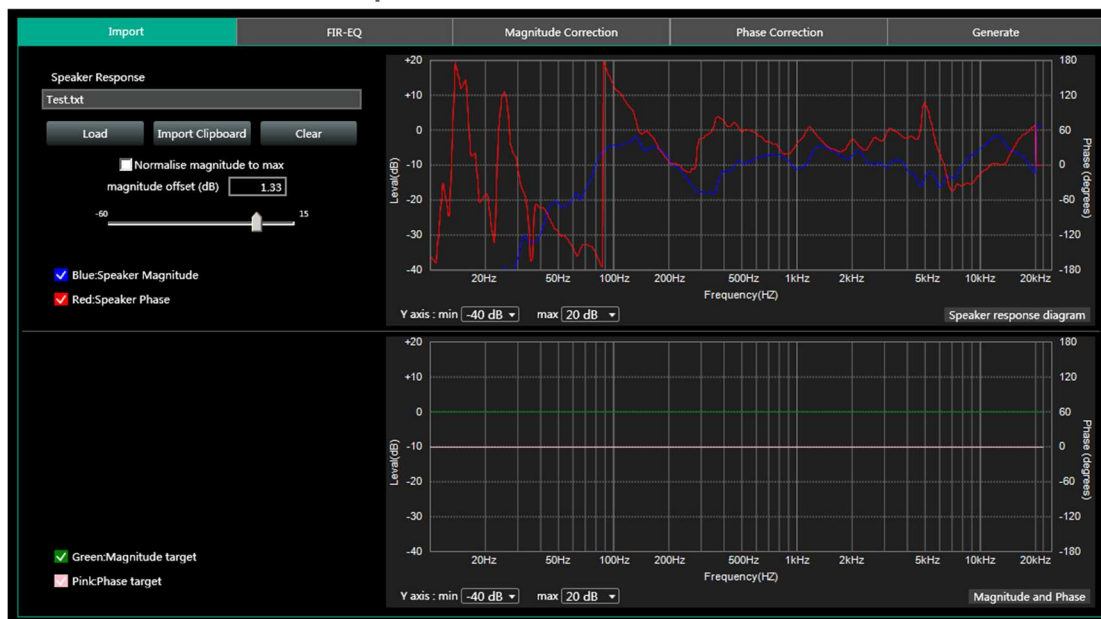 Import FIR-EQ Magnitude Correction Phase Correction Generate
Speaker Response
Test.txt
Load Import Clipboard Clear
Normalise magnitude to max
magnitude offset (dB) 1.33
-60 15
Blue:Speaker Magnitude
Red:Speaker Phase
+20 180
+10 120
0 60
-10 0
-20 -60
-30 -120
-40 -180
Leval(dB)
Phase (degrees)
20Hz 50Hz 100Hz 200Hz 500Hz 1KHz 2kHz 5kHz 10kHz 20kHz
Frequency(HZ)
Y axis : min -40 dB max 20 dB Speaker response diagram
+20 180
+10 120
0 60
-10 0
-20 -60
-30 -120
-40 -180
Leval(dB)
Phase (degrees)
Green:Magnitude target
Pink:Phase target
20Hz 50Hz 100Hz 200Hz 500Hz 1KHz 2kHz 5kHz 10kHz 20kHz
Frequency(HZ)
Y axis : min -40 dB max 20 dB Magnitude and Phase